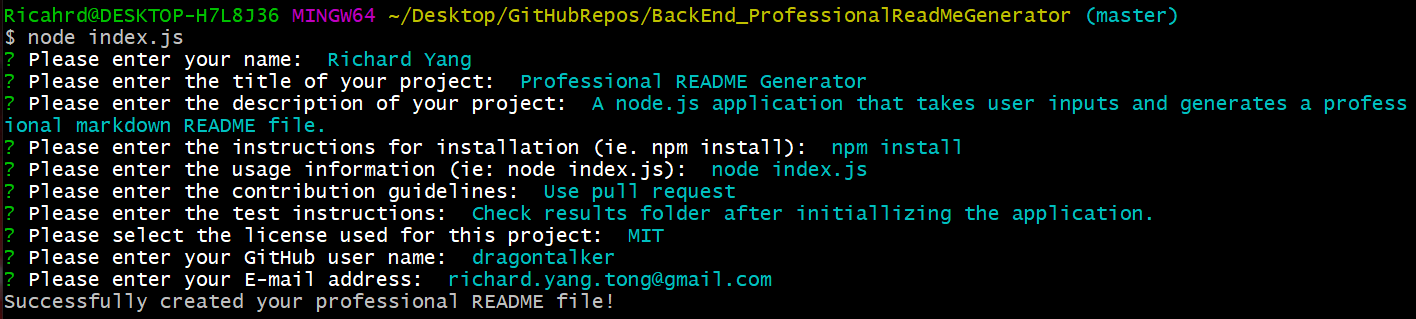 Ricahrd@DESKTOP-H7L8J36 MINGW64 ~/Desktop/GitHubRepos/BackEnd_ProfessionalReadMeGenerator (master)
$ node index.js
? Please enter your name:  Richard Yang
? Please enter the title of your project:  Professional README Generator
? Please enter the description of your project:  A node.js application that takes user inputs and generates a profess
ional markdown README file.
? Please enter the instructions for installation (ie. npm install):  npm install
? Please enter the usage information (ie: node index.js):  node index.js
? Please enter the contribution guidelines:  Use pull request
? Please enter the test instructions:  Check results folder after initiallizing the application.
? Please select the license used for this project:  MIT
? Please enter your GitHub user name:  dragontalker
? Please enter your E-mail address:  richard.yang.tong@gmail.com
Successfully created your professional README file!